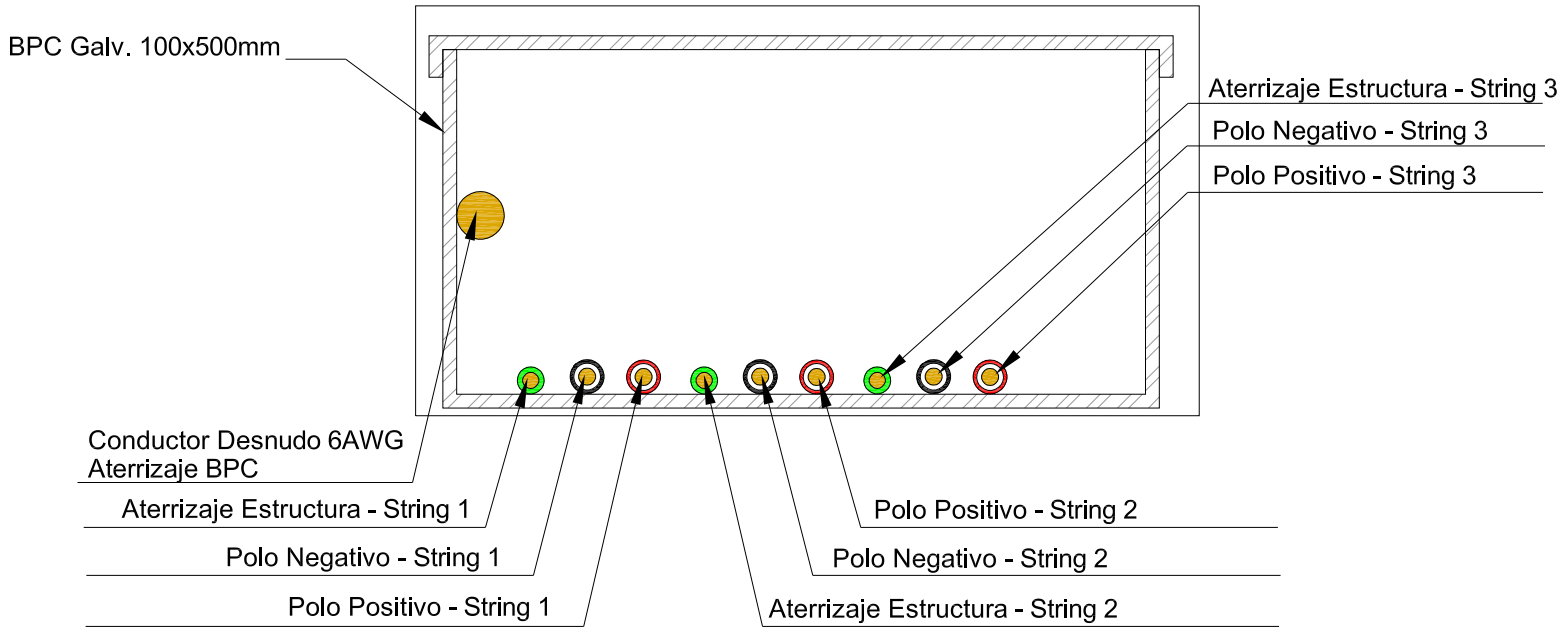 BPC Galv. 100x500mm
Aterrizaje Estructura - String 3
Polo Negativo - String 3
Polo Positivo - String 3
Conductor Desnudo 6AWG
Aterrizaje BPC
Aterrizaje Estructura - String 1
Polo Negativo - String 1
Polo Positivo - String 1
Polo Positivo - String 2
Polo Negativo - String 2
Aterrizaje Estructura - String 2